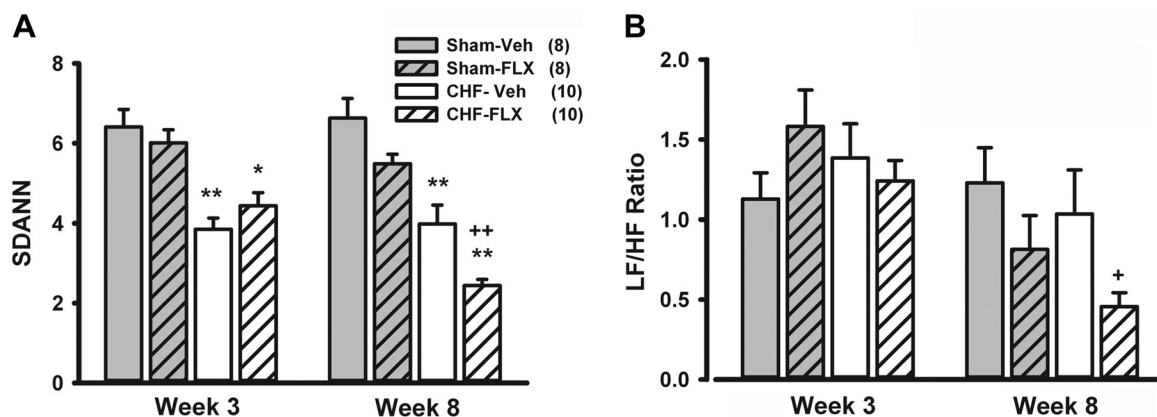 A
SDANN
8
6
4
2
0
Sham-Veh (8)
Sham-FLX (8)
CHF- Veh (10)
CHF-FLX (10)
**
*
**
++
**
Week 3
Week 8
B
LF/HF Ratio
2.0
1.5
1.0
0.5
0.0
+
Week 3
Week 8